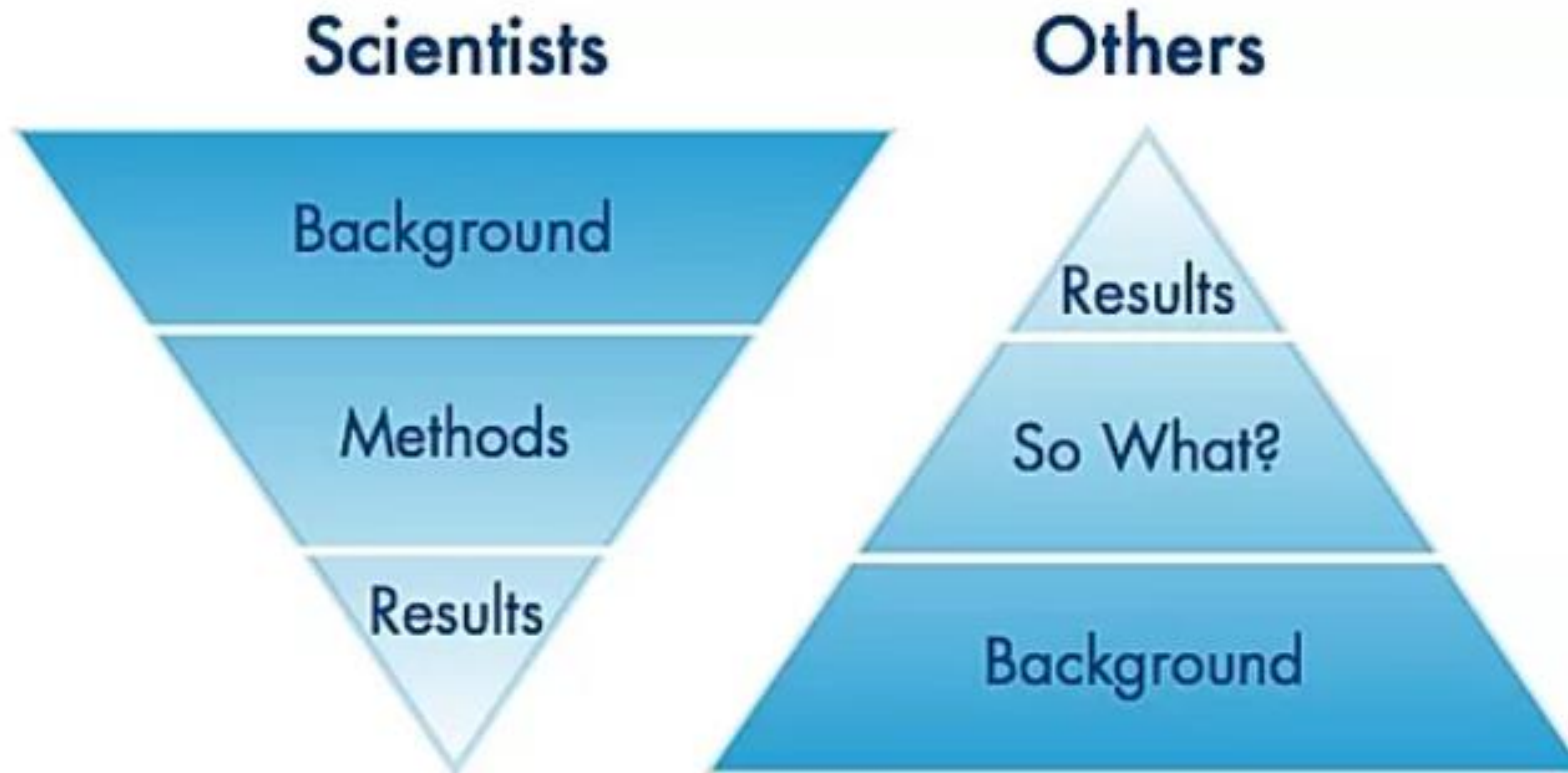 Scientists
Background
Methods
Results
Others
Results
So What?
Background